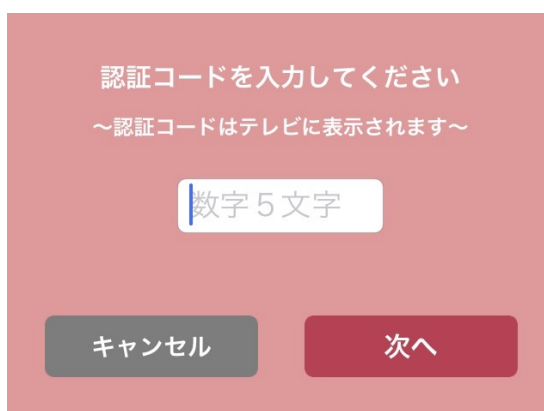 認証コードを入力してください
～認証コードはテレビに表示されます～
数字５文字
キャンセル
次へ